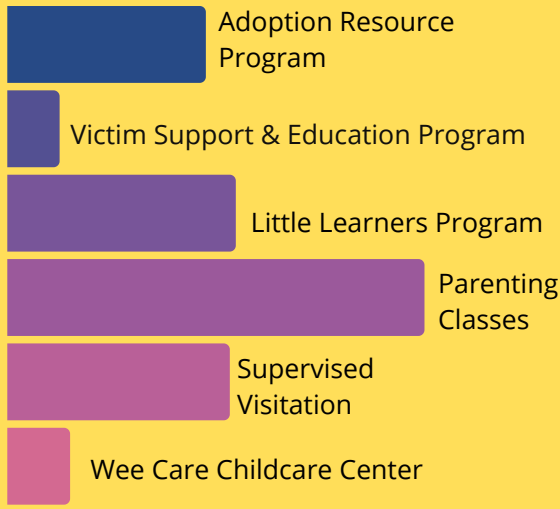 Adoption Resource
Program
Victim Support & Education Program
Little Learners Program
Parenting
Classes
Supervised
Visitation
Wee Care Childcare Center